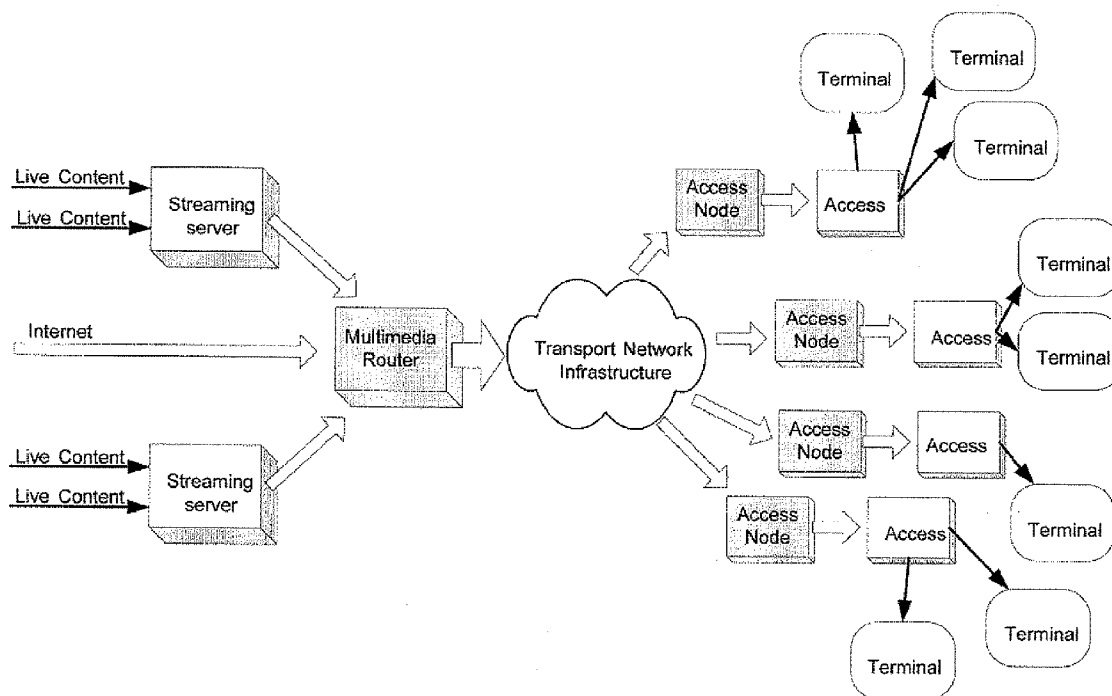 Live Content
Live Content
Streaming
server
Internet
Live Content
Live Content
Streaming
server
Multimedia
Router
Transport Network
Infrastructure
Access
Node
Access
Terminal
Terminal
Terminal
Access
Node
Access
Terminal
Terminal
Access
Node
Access
Terminal
Access
Node
Access
Terminal
Terminal